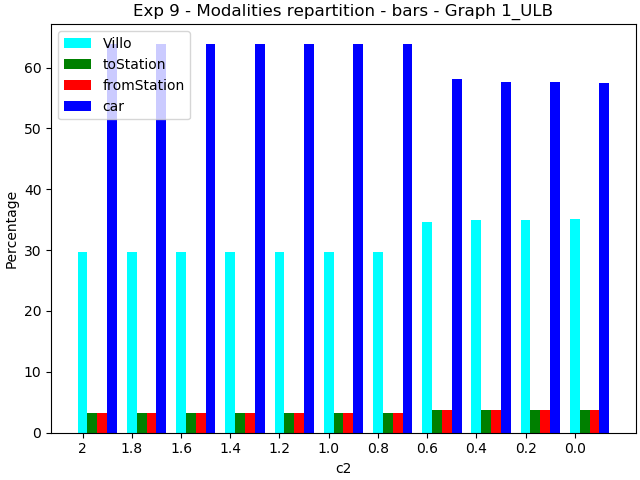 Exp 9 - Modalities repartition - bars - Graph 1_ULB
Villo
toStation
fromStation
car
Percentage
60
50
40
30
20
10
0
2 1.8 1.6 1.4 1.2 1.0 0.8 0.6 0.4 0.2 0.0
c2